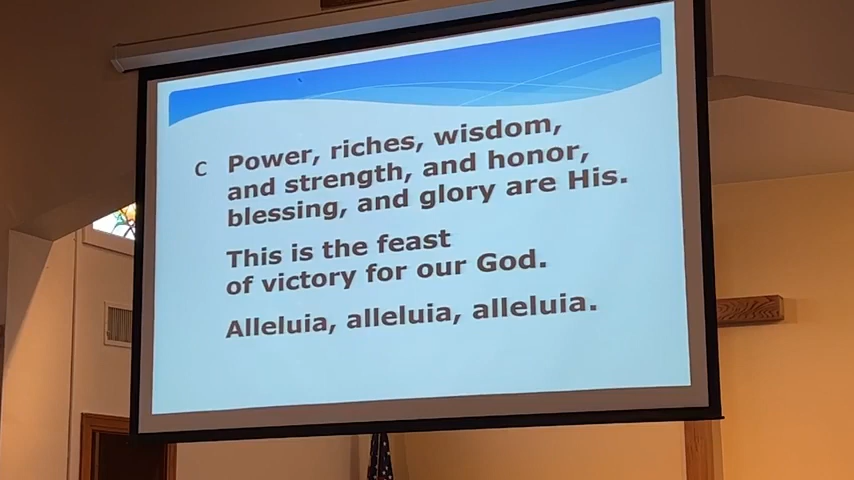 C Power, riches, wisdom,
and strength, and honor,
blessing, and glory are His.
This is the feast
of victory for our God.
Alleluia, alleluia, alleluia.